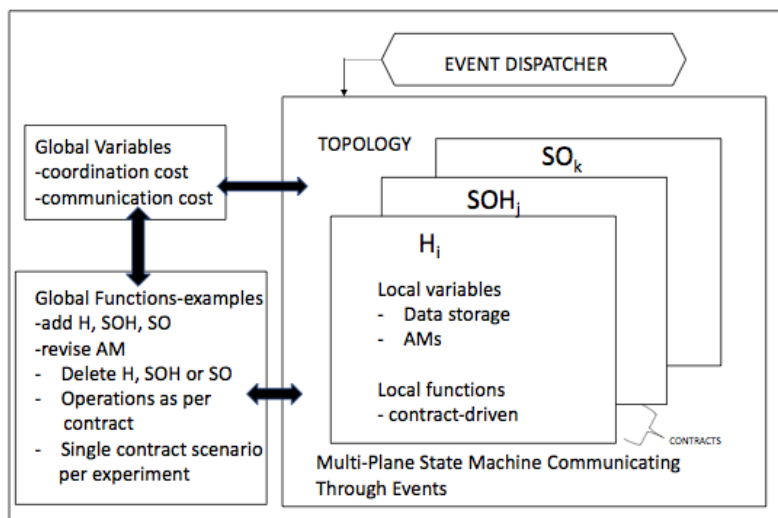 EVENT DISPATCHER
Global Variables
-coordination cost
-communication cost
TOPOLOGY
SOk
SOHj
Hi
Local variables
- Data storage
- AMs
Local functions
- contract-driven
Global Functions-examples
-add H, SOH, SO
-revise AM
- Delete H, SOH or SO
- Operations as per
contract
- Single contract scenario
per experiment
CONTRACTS
Multi-Plane State Machine Communicating
Through Events